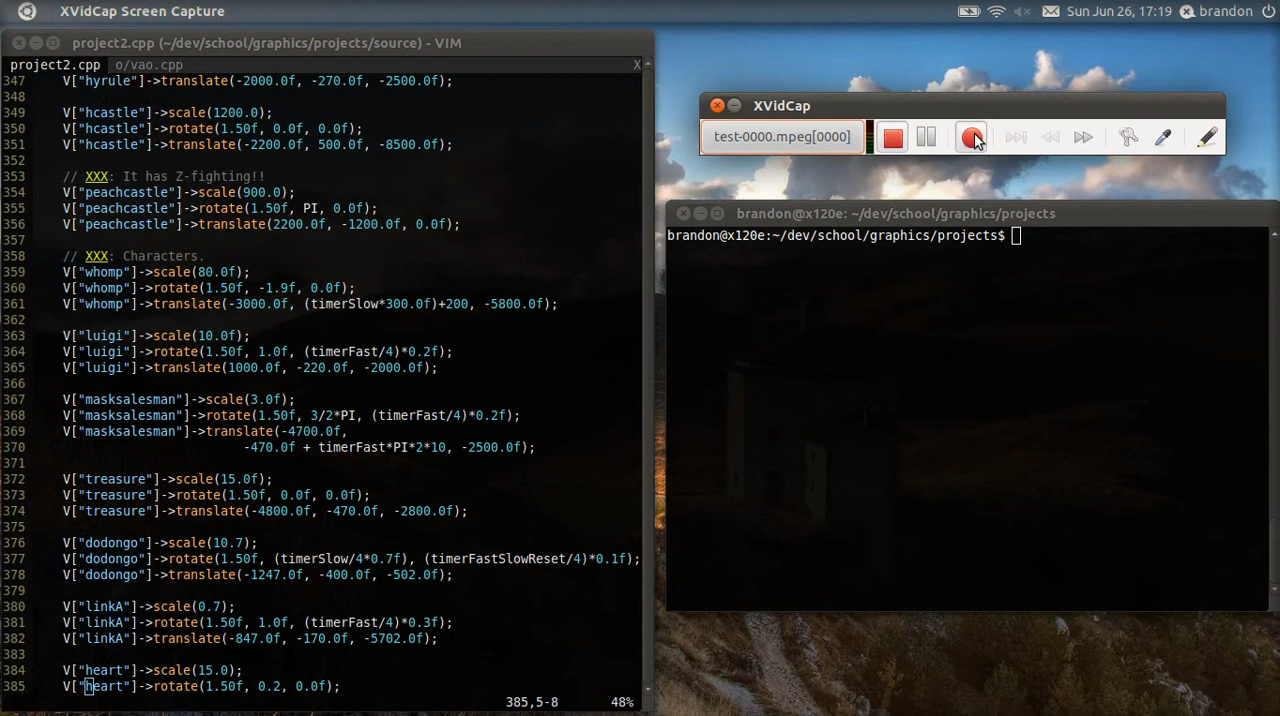 XVidCap Screen Capture
Sun Jun 26, 17:19
brandon
project2.cpp (~/dev/school/graphics/projects/source) - VIM
project2.cpp o/vao.cpp X
347 V["hyrule"]->translate(-2000.0f, -270.0f, -2500.0f);
348
349 V["hcastle"]->scale(1200.0);
350 V["hcastle"]->rotate(1.50f, 0.0f, 0.0f);
351 V["hcastle"]->translate(-2200.0f, 500.0f, -8500.0f);
352
353 // XXX: It has Z-fighting!!
354 V["peachcastle"]->scale(900.0);
355 V["peachcastle"]->rotate(1.50f, PI, 0.0f);
356 V["peachcastle"]->translate(2200.0f, -1200.0f, 0.0f);
357
358 // XXX: Characters.
359 V["whomp"]->scale(80.0f);
360 V["whomp"]->rotate(1.50f, -1.9f, 0.0f);
361 V["whomp"]->translate(-3000.0f, (timerSlow*300.0f)+200, -5800.0f);
362
363 V["luigi"]->scale(10.0f);
364 V["luigi"]->rotate(1.50f, 1.0f, (timerFast/4)*0.2f);
365 V["luigi"]->translate(1000.0f, -220.0f, -2000.0f);
366
367 V["masksalesman"]->scale(3.0f);
368 V["masksalesman"]->rotate(1.50f, 3/2*PI, (timerFast/4)*0.2f);
369 V["masksalesman"]->translate(-4700.0f,
370 -470.0f + timerFast*PI*2*10, -2500.0f);
371
372 V["treasure"]->scale(15.0f);
373 V["treasure"]->rotate(1.50f, 0.0f, 0.0f);
374 V["treasure"]->translate(-4800.0f, -470.0f, -2800.0f);
375
376 V["dodongo"]->scale(10.7f);
377 V["dodongo"]->rotate(1.50f, (timerSlow/4*0.7f), (timerFastSlowReset/4)*0.1f);
378 V["dodongo"]->translate(-1247.0f, -400.0f, -502.0f);
379
380 V["linkA"]->scale(0.7f);
381 V["linkA"]->rotate(1.50f, 1.0f, (timerFast/4)*0.3f);
382 V["linkA"]->translate(-847.0f, -170.0f, -5702.0f);
383
384 V["heart"]->scale(15.0);
385 V["heart"]->rotate(1.50f, 0.2, 0.0f);
385,5-8 48%
XVidCap
test-0000.mpeg[0000]
brandon@x120e: ~/dev/school/graphics/projects
brandon@x120e:~/dev/school/graphics/projects$